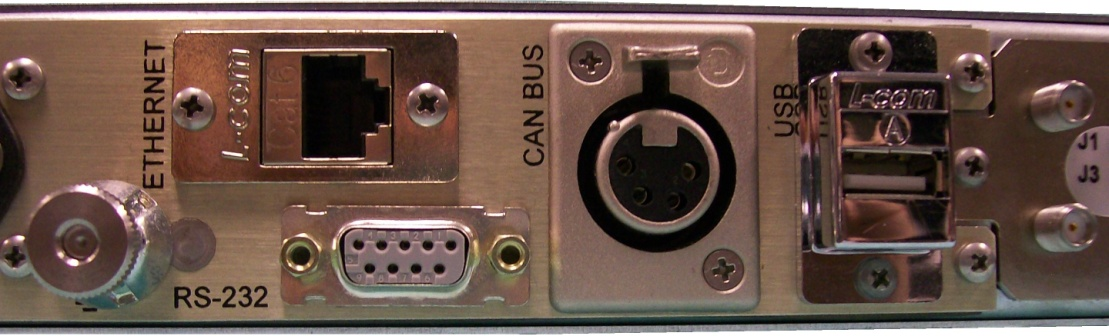 ETHERNET
L-com
Cat 6
RS-232
CAN BUS
USB
L-com
A
J1
J3